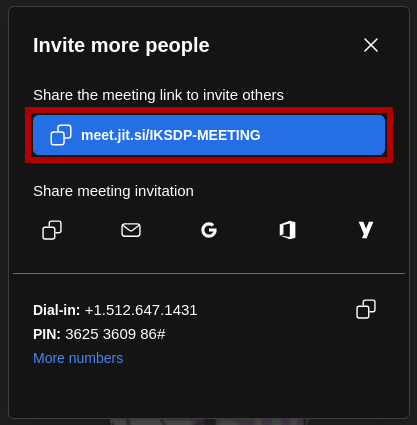 Invite more people
Share the meeting link to invite others
meet.jit.si/IKSDP-MEETING
Share meeting invitation
Dial-in: +1.512.647.1431
PIN: 3625 3609 86#
More numbers